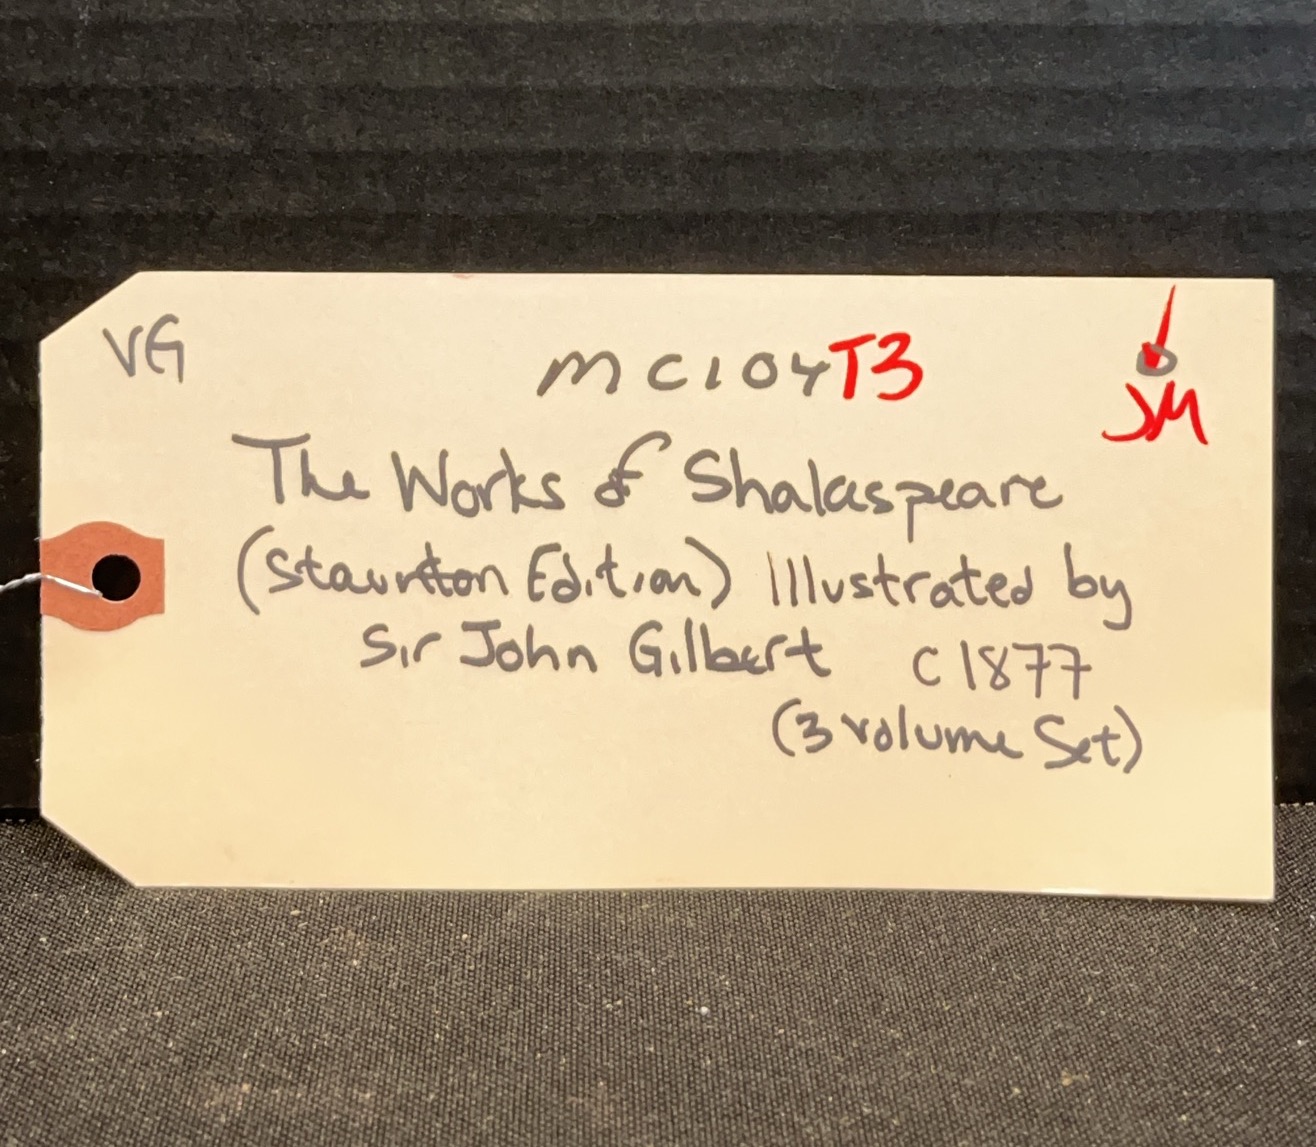 VG
MC104T3
JM
The Works of Shakespeare
(Staunton Edition) Illustrated by
Sir John Gilbert C1877
(3 volume Set)